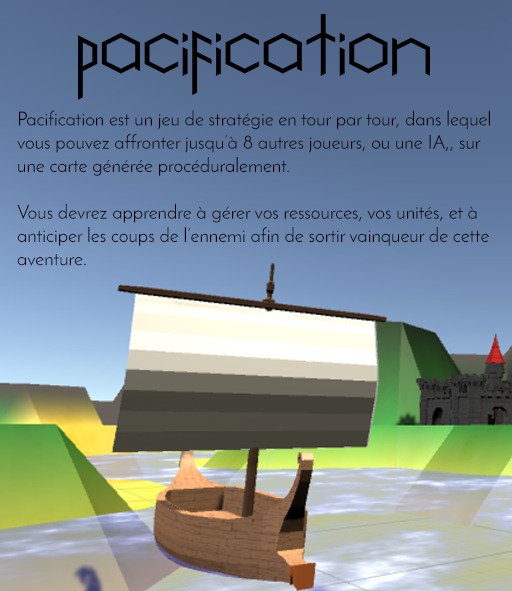 pacification
Pacification est un jeu de stratégie en tour par tour, dans lequel
vous pouvez affronter jusqu'à 8 autres joueurs, ou une IA,, sur
une carte générée procéduralement.
Vous devrez apprendre à gérer vos ressources, vos unités, et à
anticiper les coups de l'ennemi afin de sortir vainqueur de cette
aventure.